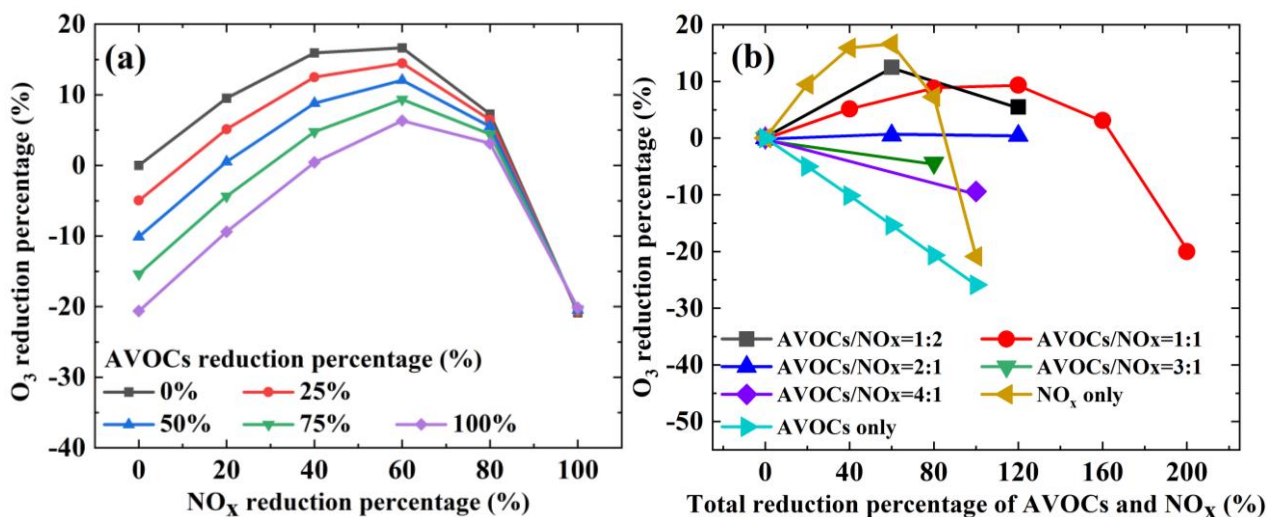 (a)
O₃ reduction percentage (%)
20
10
0
-10
-20
-30
-40
AVOCs reduction percentage (%)
0% 25%
50% 75% 100%
0 20 40 60 80 100
NOX reduction percentage (%)
(b)
O₃ reduction percentage (%)
20
10
0
-10
-20
-30
-40
-50
AVOCs/NOx=1:2 AVOCs/NOx=1:1
AVOCs/NOx=2:1 AVOCs/NOx=3:1
AVOCs/NOx=4:1 NOₓ only
AVOCs only
0 40 80 120 160 200
Total reduction percentage of AVOCs and NOₓ (%)